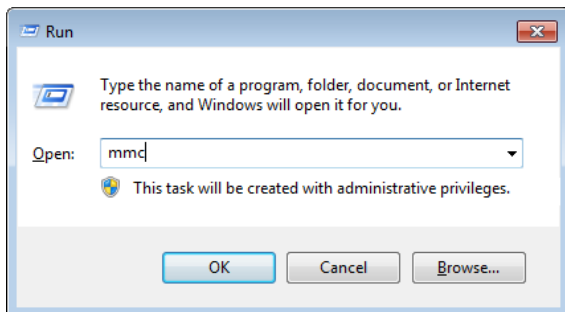 Run
Type the name of a program, folder, document, or Internet
resource, and Windows will open it for you.
Open: mmc
This task will be created with administrative privileges.
OK Cancel Browse...